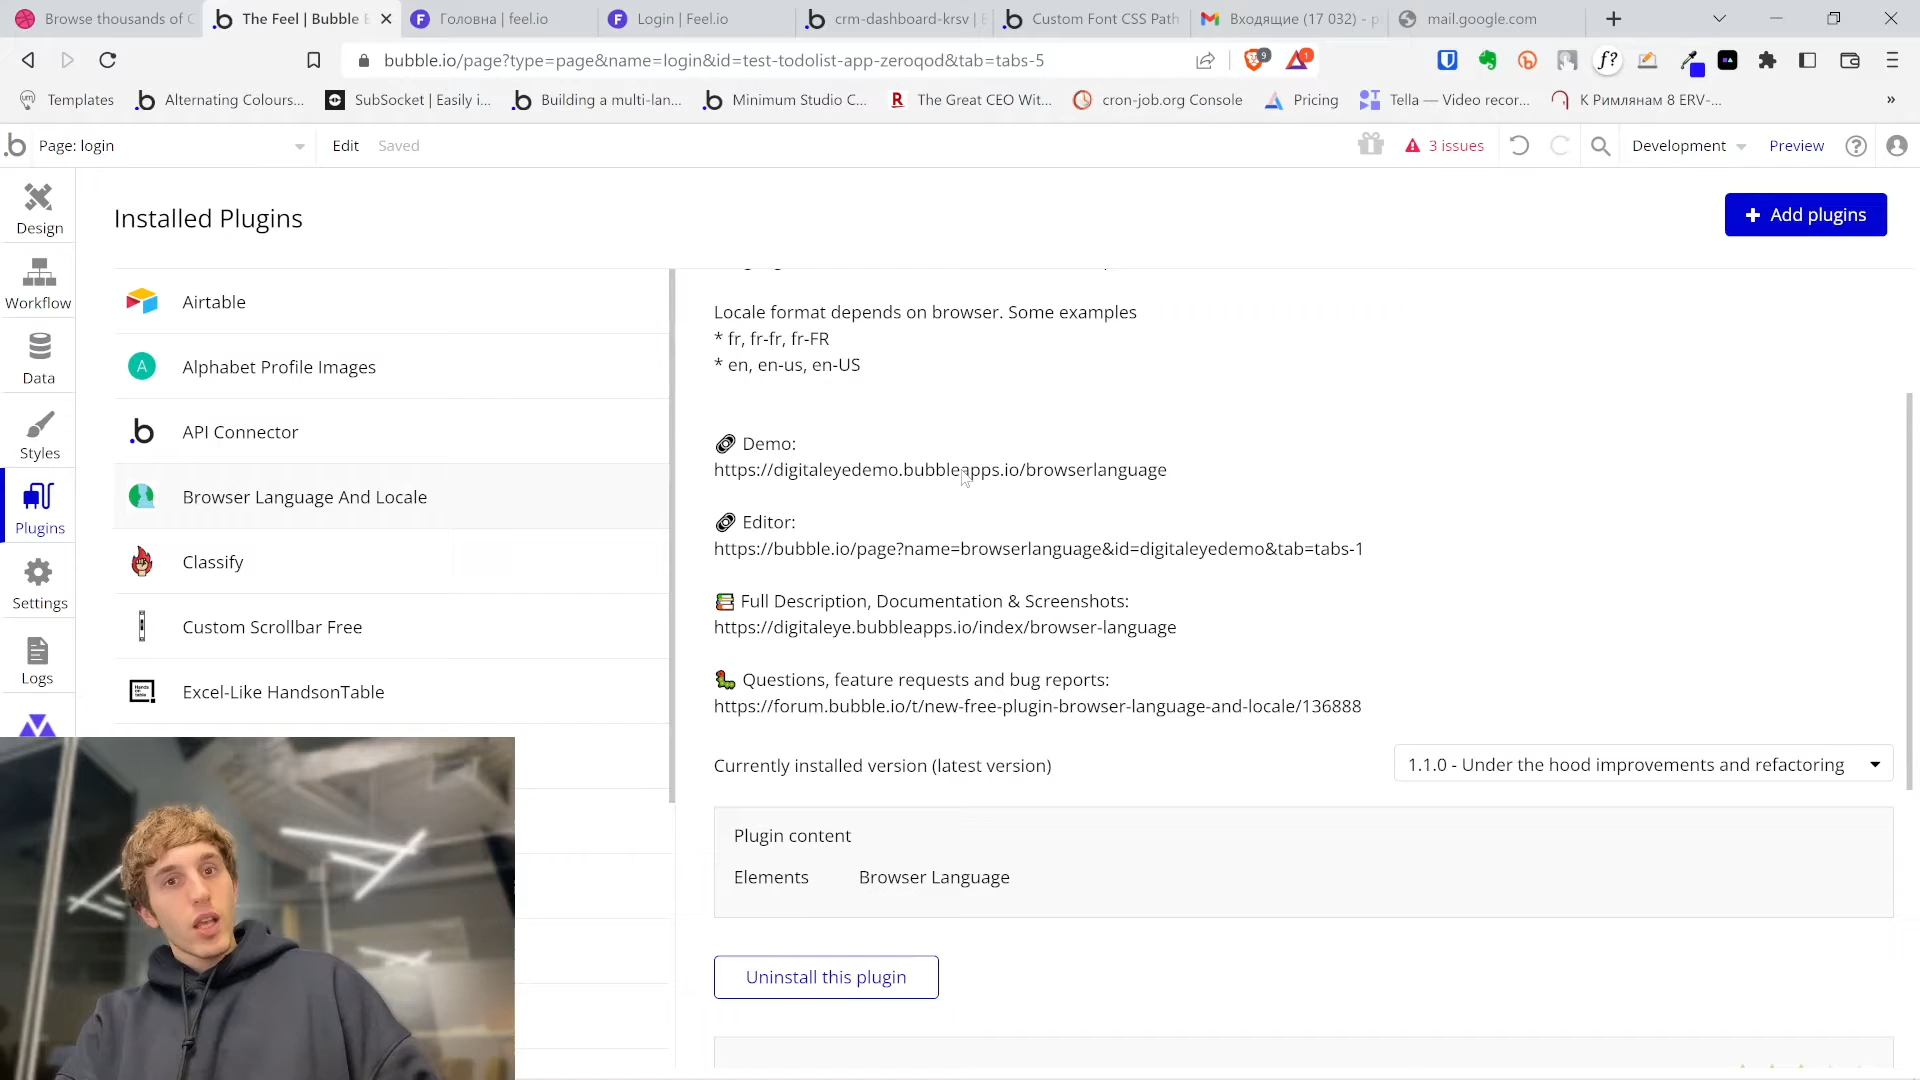 Browse thousands of C
The Feel | Bubble E
Головна | feel.io
Login | Feel.io
crm-dashboard-krsv | E
Custom Font CSS Path
Входящие (17 032) - p
mail.google.com
bubble.io/page?type=page&name=login&id=test-todolist-app-zeroqod&tab=tabs-5
9
1
f?
Templates
Alternating Colours...
SubSocket | Easily i...
Building a multi-lan...
Minimum Studio C...
The Great CEO Wit...
cron-job.org Console
Pricing
Tella — Video recor...
К Римлянам 8 ERV-...
Page: login
Edit
Saved
3 issues
Development
Preview
Design
Workflow
Data
Styles
Plugins
Settings
Logs
Installed Plugins
+ Add plugins
Airtable
A
Alphabet Profile Images
API Connector
Browser Language And Locale
Classify
Custom Scrollbar Free
Excel-Like HandsonTable
Locale format depends on browser. Some examples
* fr, fr-fr, fr-FR
* en, en-us, en-US
Demo:
https://digitaleyedemo.bubbleapps.io/browserlanguage
Editor:
https://bubble.io/page?name=browserlanguage&id=digitaleyedemo&tab=tabs-1
Full Description, Documentation & Screenshots:
https://digitaleye.bubbleapps.io/index/browser-language
Questions, feature requests and bug reports:
https://forum.bubble.io/t/new-free-plugin-browser-language-and-locale/136888
Currently installed version (latest version)
1.1.0 - Under the hood improvements and refactoring
Plugin content
Elements
Browser Language
Uninstall this plugin